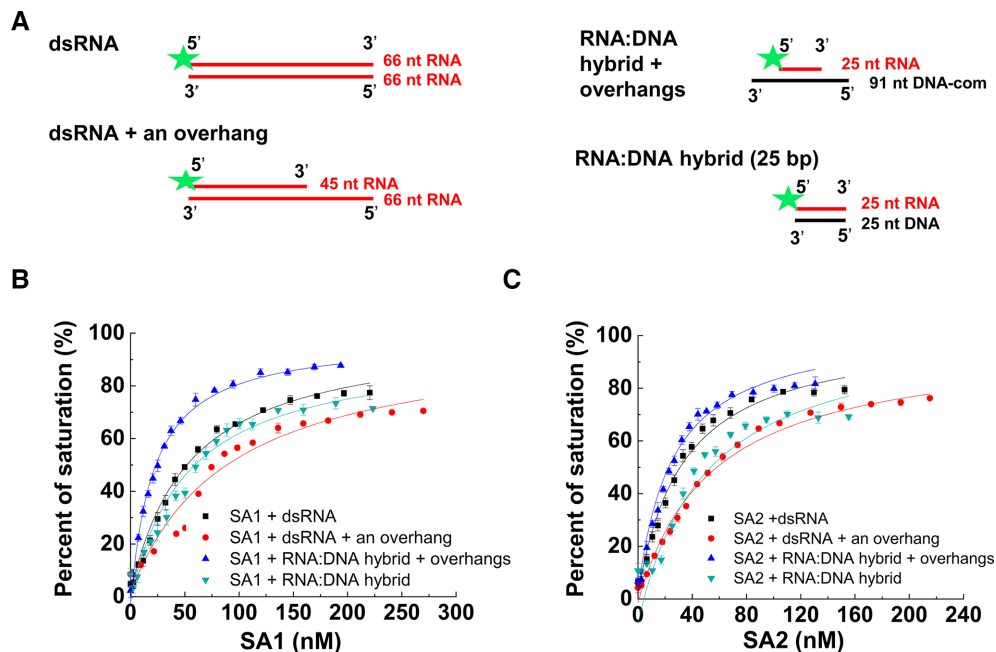 A
dsRNA
5’ 3’
66 nt RNA
66 nt RNA
3’ 5’
dsRNA + an overhang
5’ 3’
45 nt RNA
66 nt RNA
3’ 5’
RNA:DNA
hybrid +
overhangs
5’ 3’
25 nt RNA
91 nt DNA-com
3’ 5’
RNA:DNA hybrid (25 bp)
5’ 3’
25 nt RNA
25 nt DNA
3’ 5’
B
Percent of saturation (%)
100
80
60
40
20
0
0 50 100 150 200 250 300
SA1 (nM)
SA1 + dsRNA
SA1 + dsRNA + an overhang
SA1 + RNA:DNA hybrid + overhangs
SA1 + RNA:DNA hybrid
C
Percent of saturation (%)
100
80
60
40
20
0
0 40 80 120 160 200 240
SA2 (nM)
SA2 +dsRNA
SA2 + dsRNA + an overhang
SA2 + RNA:DNA hybrid + overhangs
SA2 + RNA:DNA hybrid